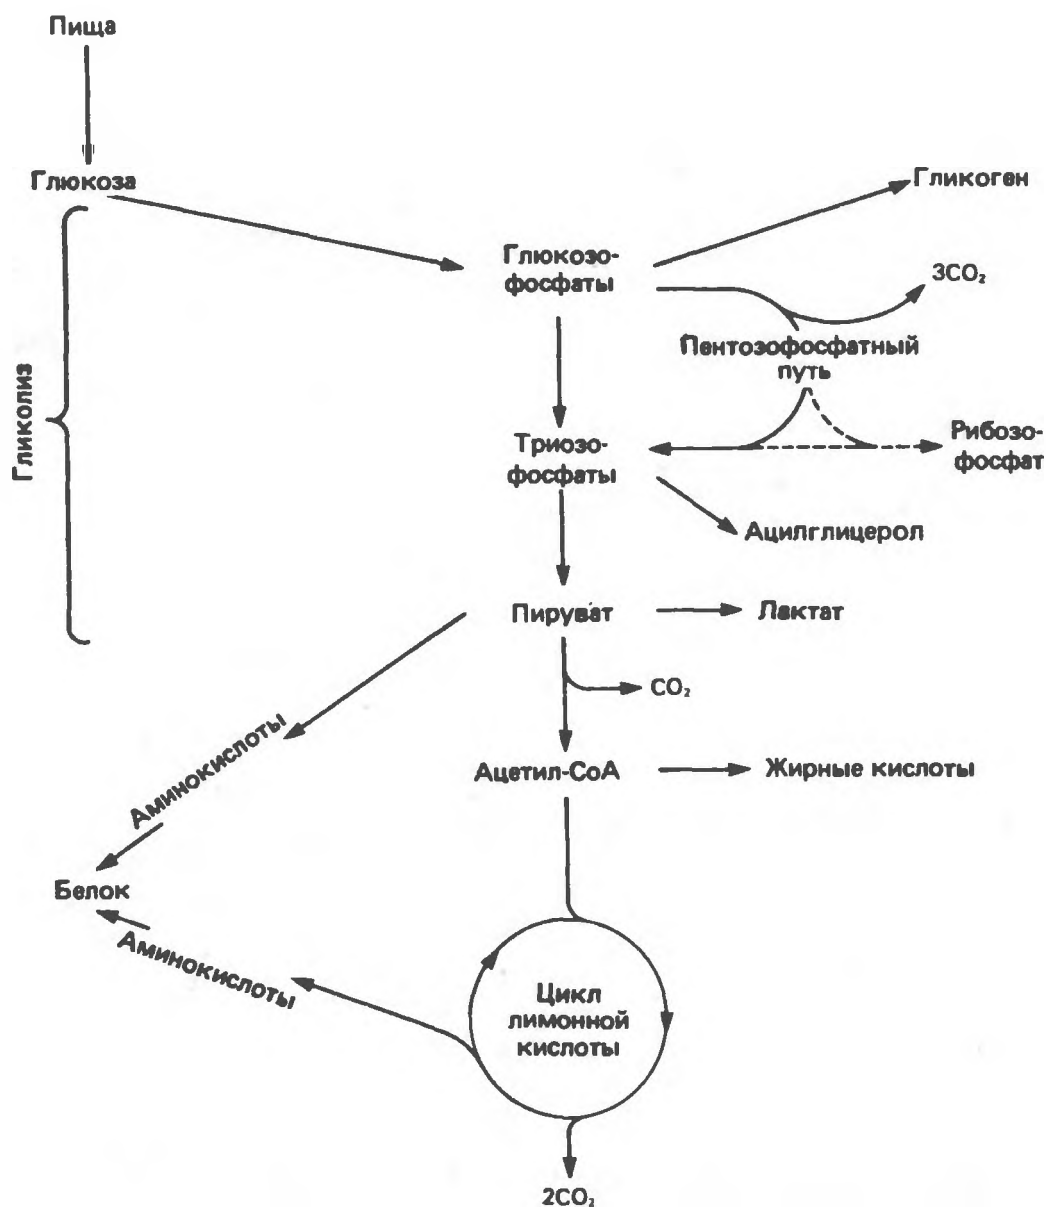 Пища
Глюкоза
Гликоген
Глюкозо-
фосфаты
3CO₂
Пентозофосфатный
путь
Гликолиз
Триозо-
фосфаты
Рибозо-
фосфат
Ацилглицерол
Пируват
Лактат
CO₂
Ацетил-СоА
Жирные кислоты
Аминокислоты
Белок
Аминокислоты
Цикл
лимонной
кислоты
2CO₂